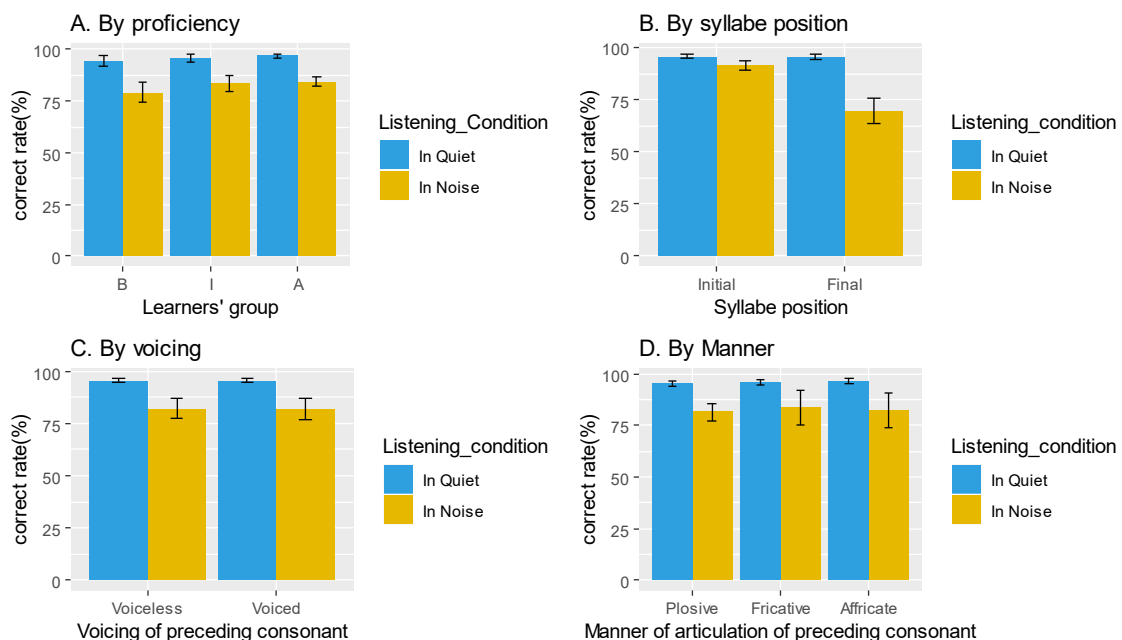 A. By proficiency
100
75
50
25
0
correct rate(%)
B
I
A
Learners' group
Listening_Condition
In Quiet
In Noise
B. By syllabe position
100
75
50
25
0
correct rate(%)
Initial
Final
Syllabe position
Listening_condition
In Quiet
In Noise
C. By voicing
100
75
50
25
0
correct rate(%)
Voiceless
Voiced
Voicing of preceding consonant
Listening_condition
In Quiet
In Noise
D. By Manner
100
75
50
25
0
correct rate(%)
Plosive
Fricative
Affricate
Manner of articulation of preceding consonant
Listening_condition
In Quiet
In Noise